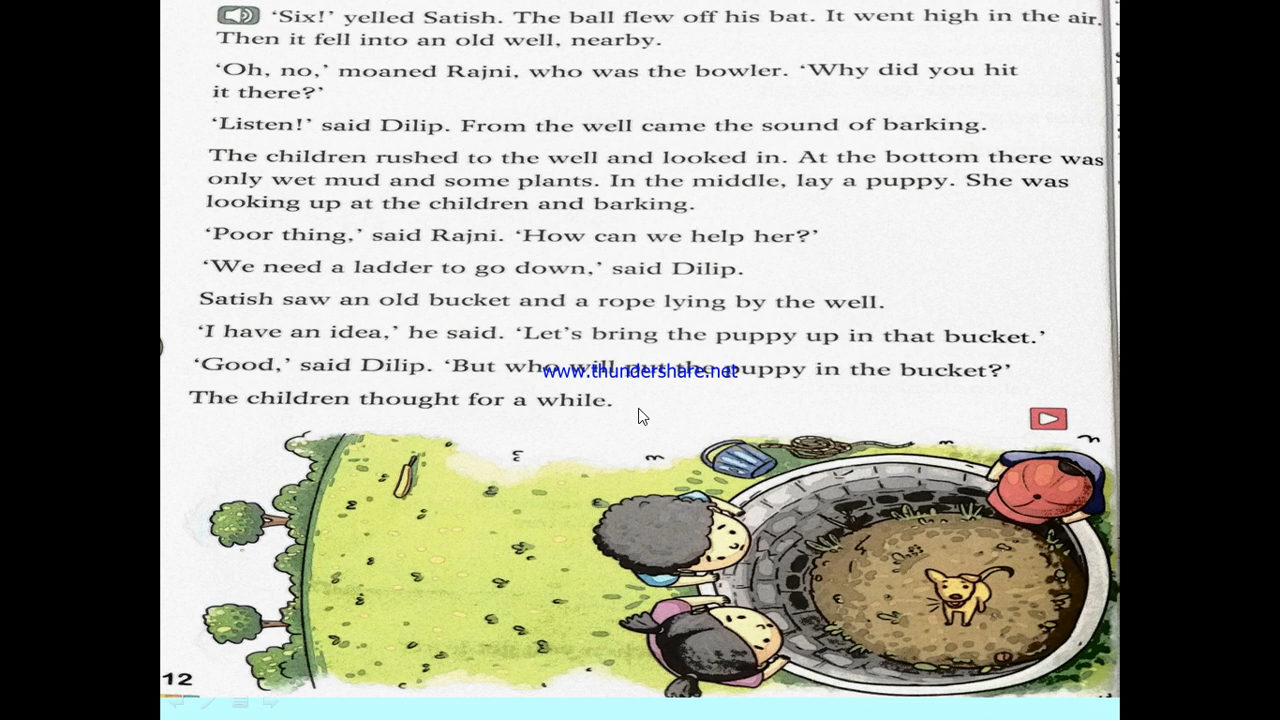 ‘Six!’ yelled Satish. The ball flew off his bat. It went high in the air.
Then it fell into an old well, nearby.
‘Oh, no,’ moaned Rajni, who was the bowler. ‘Why did you hit
it there?’
‘Listen!’ said Dilip. From the well came the sound of barking.
The children rushed to the well and looked in. At the bottom there was
only wet mud and some plants. In the middle, lay a puppy. She was
looking up at the children and barking.
‘Poor thing,’ said Rajni. ‘How can we help her?’
‘We need a ladder to go down,’ said Dilip.
Satish saw an old bucket and a rope lying by the well.
‘I have an idea,’ he said. ‘Let’s bring the puppy up in that bucket.’
‘Good,’ said Dilip. ‘But who will put the puppy in the bucket?’
www.thundershare.net
The children thought for a while.
12